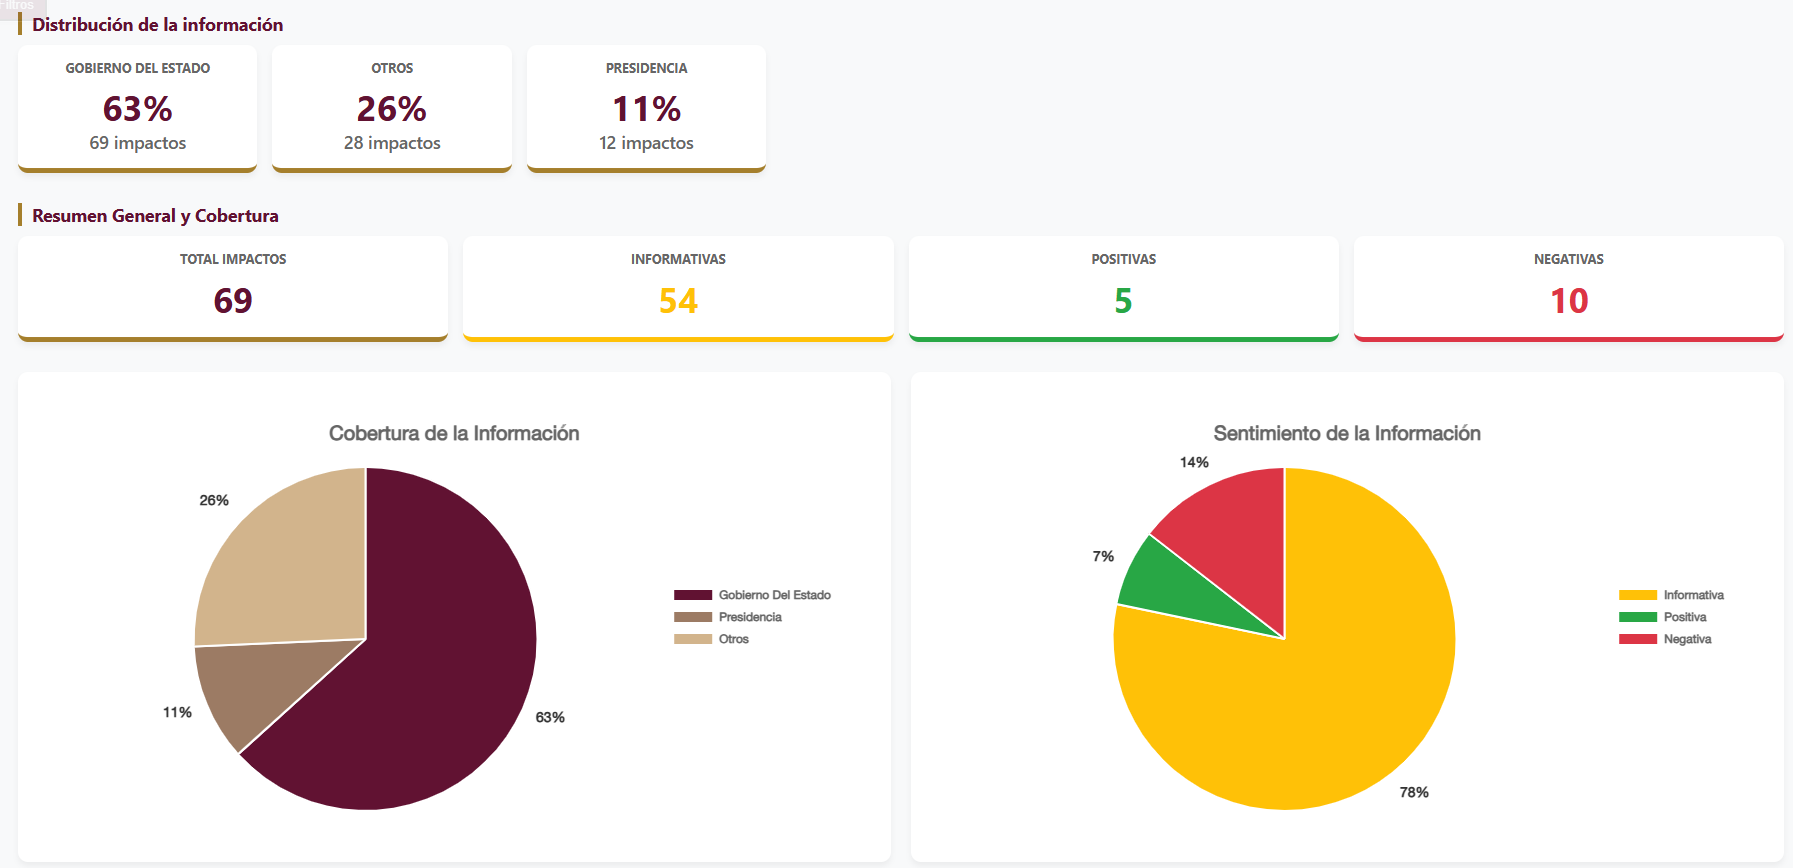 Filtros
Distribución de la información
GOBIERNO DEL ESTADO
63%
69 impactos
OTROS
26%
28 impactos
PRESIDENCIA
11%
12 impactos
Resumen General y Cobertura
TOTAL IMPACTOS
69
INFORMATIVAS
54
POSITIVAS
5
NEGATIVAS
10
Cobertura de la Información
26%
11%
63%
Gobierno Del Estado
Presidencia
Otros
Sentimiento de la Información
14%
7%
78%
Informativa
Positiva
Negativa